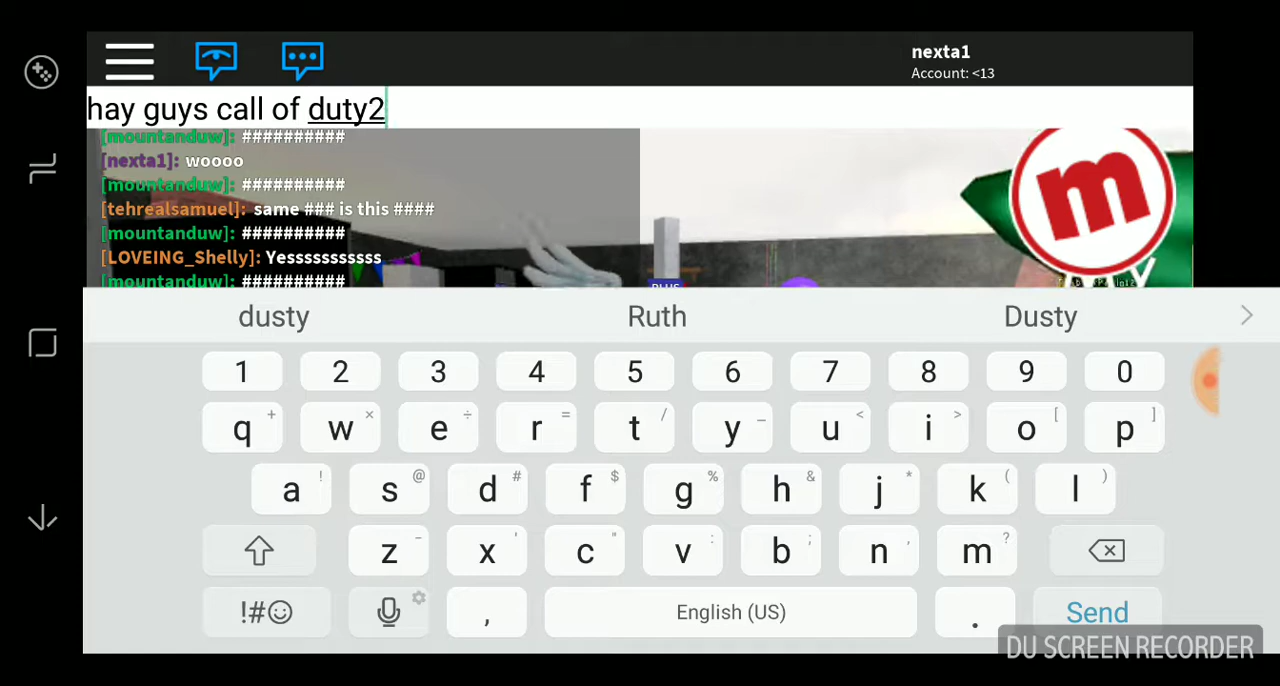 nexta1
Account: <13
hay guys call of duty2
[mountanduw]: ##########
[nexta1]: woooo
[mountanduw]: ##########
[tehrealsamuel]: same ### is this ####
[mountanduw]: ##########
[LOVEING_Shelly]: Yesssssssssss
[mountanduw]: ##########
m
PLUS
dusty Ruth Dusty >
1 2 3 4 5 6 7 8 9 0
q + w × e ÷ r = t / y _ u < i > o [ p ]
a ! s @ d # f $ g % h & j * k ( l )
z - x ' c " v : b ; n , m ?
!#☺ , English (US) . Send
DU SCREEN RECORDER